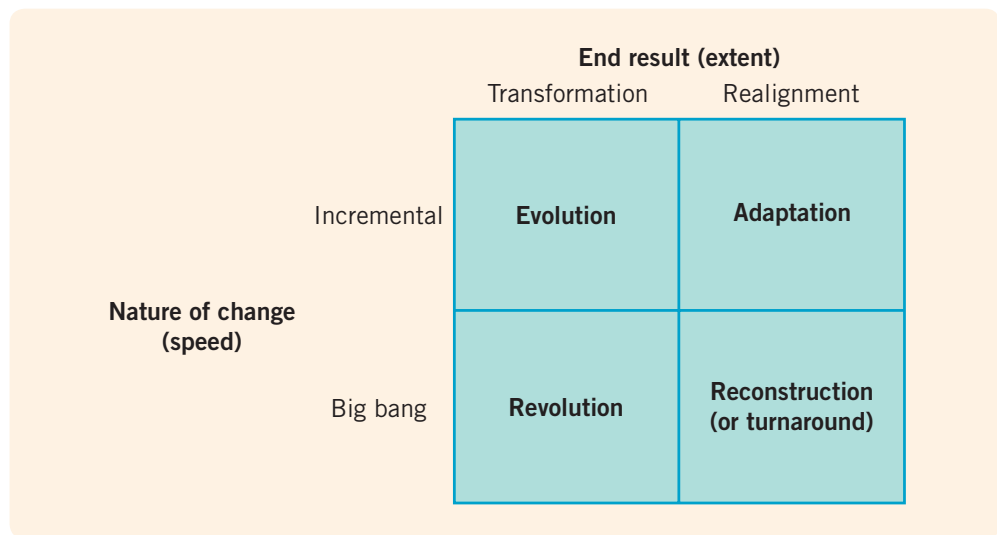 End result (extent)
Transformation Realignment
Incremental Evolution Adaptation
Nature of change
(speed)
Big bang Revolution Reconstruction
(or turnaround)